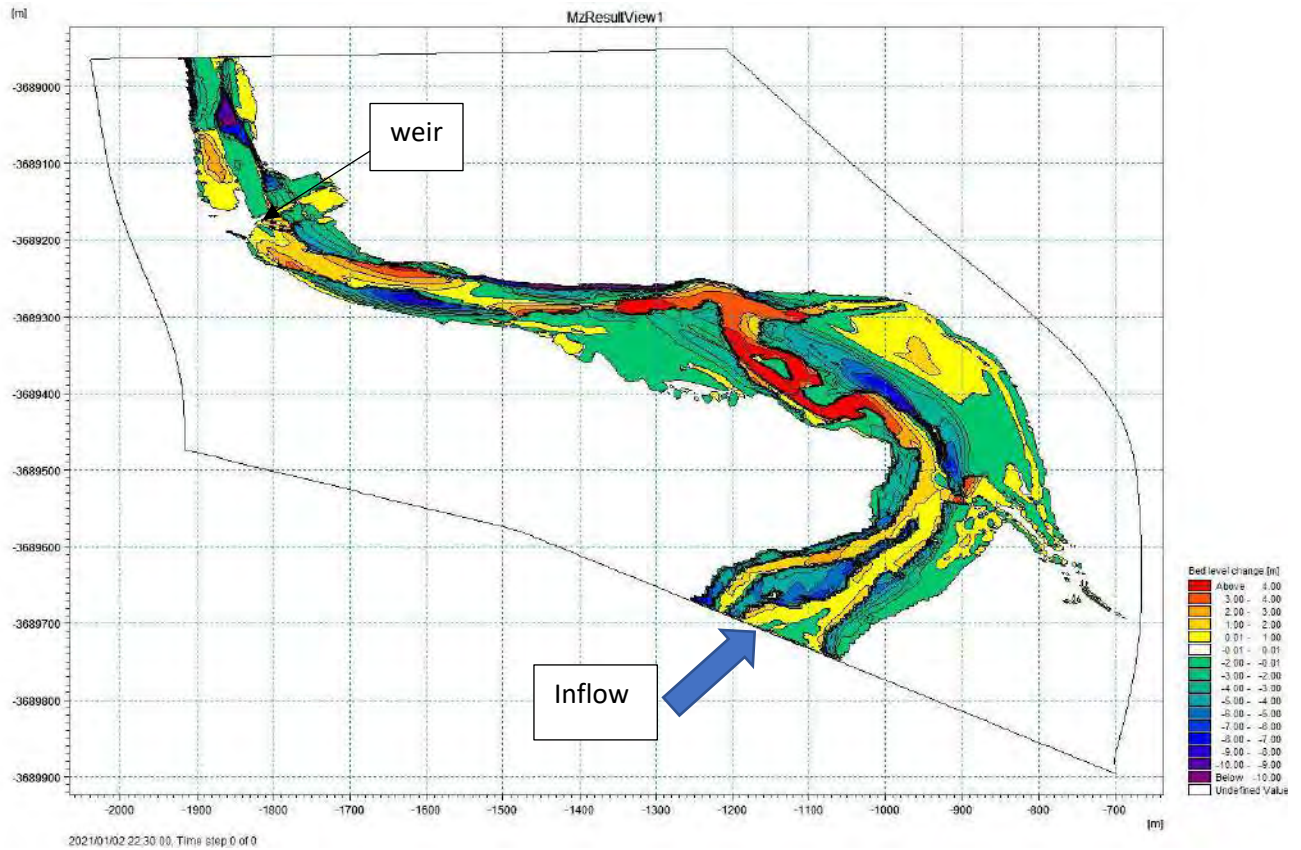 [m]
MzResultView1
-3689000
-3689100
-3689200
-3689300
-3689400
-3689500
-3689600
-3689700
-3689800
-3689900
weir
Inflow
Bed level change [m]
Above 4.00
3.00 - 4.00
2.00 - 3.00
1.00 - 2.00
0.01 - 1.00
-0.01 - 0.01
-2.00 - -0.01
-3.00 - -2.00
-4.00 - -3.00
-5.00 - -4.00
-6.00 - -5.00
-7.00 - -6.00
-8.00 - -7.00
-9.00 - -8.00
-10.00 - -9.00
Below -10.00
Undefined Value
-2000 -1900 -1800 -1700 -1600 -1500 -1400 -1300 -1200 -1100 -1000 -900 -800 -700
[m]
2021/01/02 22:30:00, Time step 0 of 0